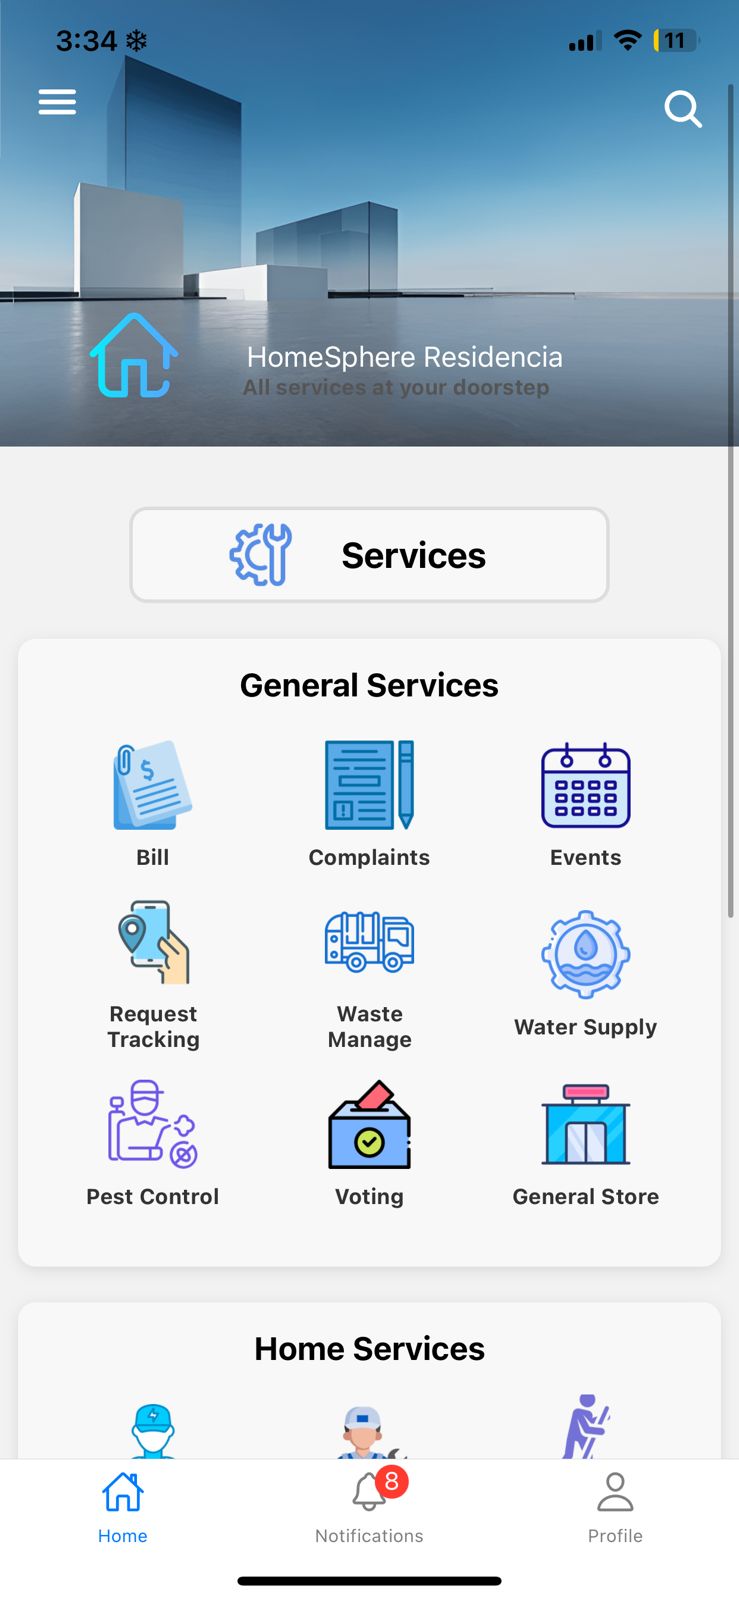 3:34
11
HomeSphere Residencia
All services at your doorstep
Services
General Services
$
Bill
Complaints
Events
Request
Tracking
Waste
Manage
Water Supply
Pest Control
Voting
General Store
Home Services
8
Home
Notifications
Profile